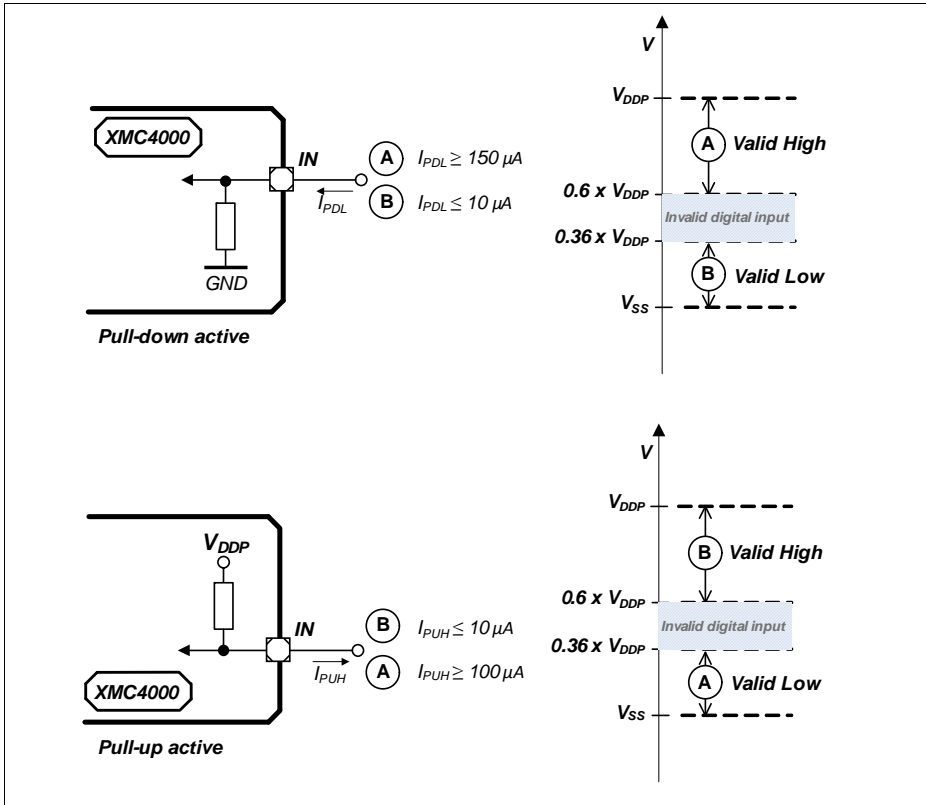 XMC4000
IN
A I_PDL ≥ 150 µA
I_PDL
B I_PDL ≤ 10 µA
GND
Pull-down active
V
V_DDP
A Valid High
0.6 x V_DDP
Invalid digital input
0.36 x V_DDP
B Valid Low
V_SS
V_DDP
IN
B I_PUH ≤ 10 µA
I_PUH
A I_PUH ≥ 100 µA
XMC4000
Pull-up active
V
V_DDP
B Valid High
0.6 x V_DDP
Invalid digital input
0.36 x V_DDP
A Valid Low
V_SS